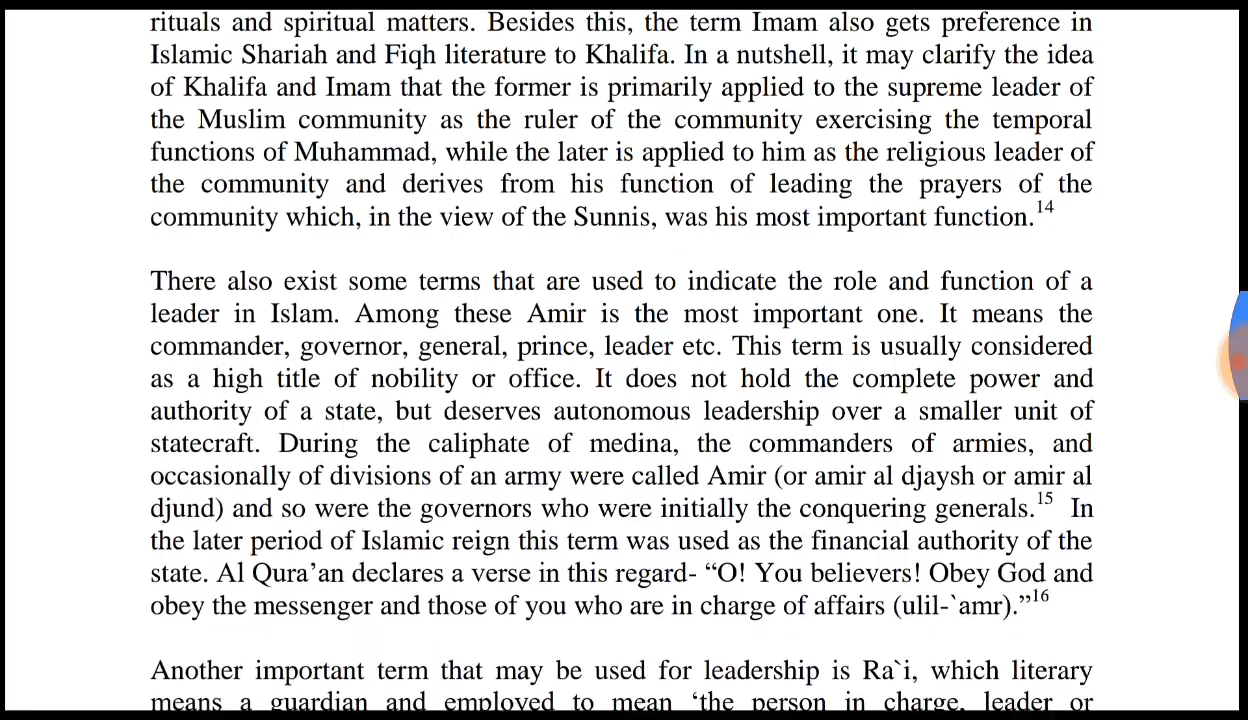 rituals and spiritual matters. Besides this, the term Imam also gets preference in
Islamic Shariah and Fiqh literature to Khalifa. In a nutshell, it may clarify the idea
of Khalifa and Imam that the former is primarily applied to the supreme leader of
the Muslim community as the ruler of the community exercising the temporal
functions of Muhammad, while the later is applied to him as the religious leader of
the community and derives from his function of leading the prayers of the
community which, in the view of the Sunnis, was his most important function.14
There also exist some terms that are used to indicate the role and function of a
leader in Islam. Among these Amir is the most important one. It means the
commander, governor, general, prince, leader etc. This term is usually considered
as a high title of nobility or office. It does not hold the complete power and
authority of a state, but deserves autonomous leadership over a smaller unit of
statecraft. During the caliphate of medina, the commanders of armies, and
occasionally of divisions of an army were called Amir (or amir al djaysh or amir al
djund) and so were the governors who were initially the conquering generals.15 In
the later period of Islamic reign this term was used as the financial authority of the
state. Al Qura’an declares a verse in this regard- “O! You believers! Obey God and
obey the messenger and those of you who are in charge of affairs (ulil-`amr).”16
Another important term that may be used for leadership is Ra`i, which literary
means a guardian and employed to mean ‘the person in charge, leader or